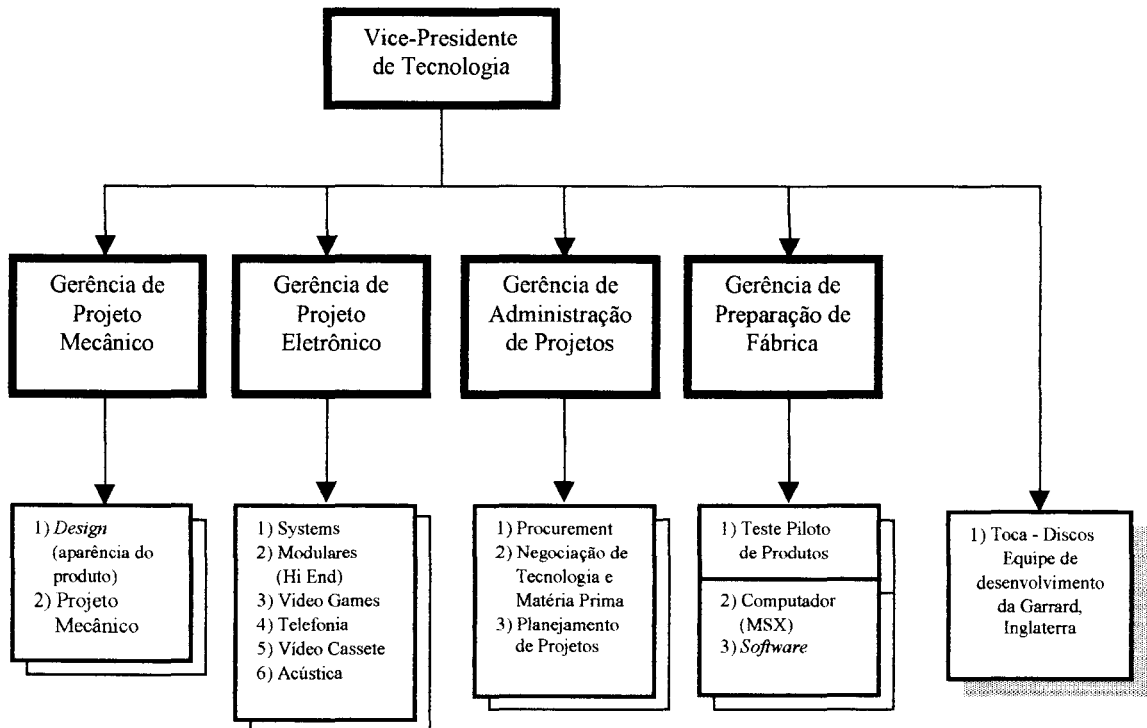 Vice-Presidente
de Tecnologia
Gerência de
Projeto
Mecânico
Gerência de
Projeto
Eletrônico
Gerência de
Administração
de Projetos
Gerência de
Preparação de
Fábrica
1) Design
(aparência do
produto)
2) Projeto
Mecânico
1) Systems
2) Modulares
(Hi End)
3) Video Games
4) Telefonia
5) Vídeo Cassete
6) Acústica
1) Procurement
2) Negociação de
Tecnologia e
Matéria Prima
3) Planejamento
de Projetos
1) Teste Piloto
de Produtos
2) Computador
(MSX)
3) Software
1) Toca - Discos
Equipe de
desenvolvimento
da Garrard,
Inglaterra